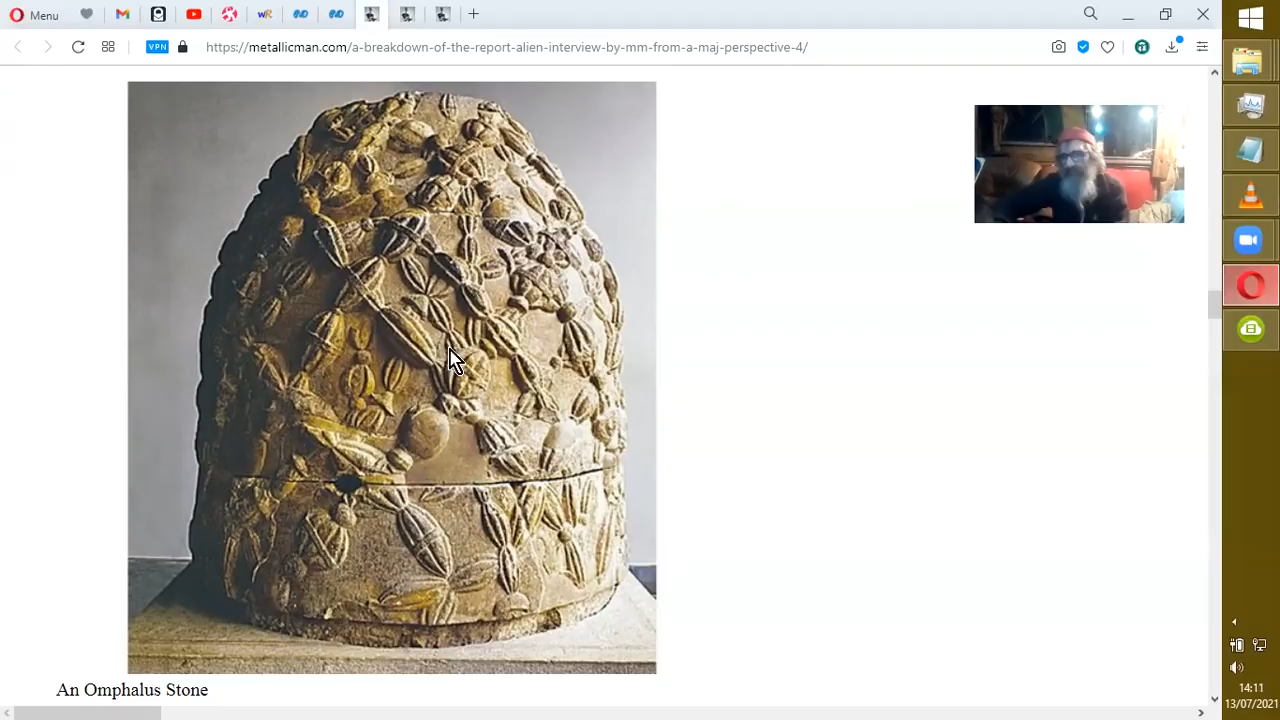 Menu
VPN
https://metallicman.com/a-breakdown-of-the-report-alien-interview-by-mm-from-a-maj-perspective-4/
An Omphalus Stone
14:11
13/07/2021